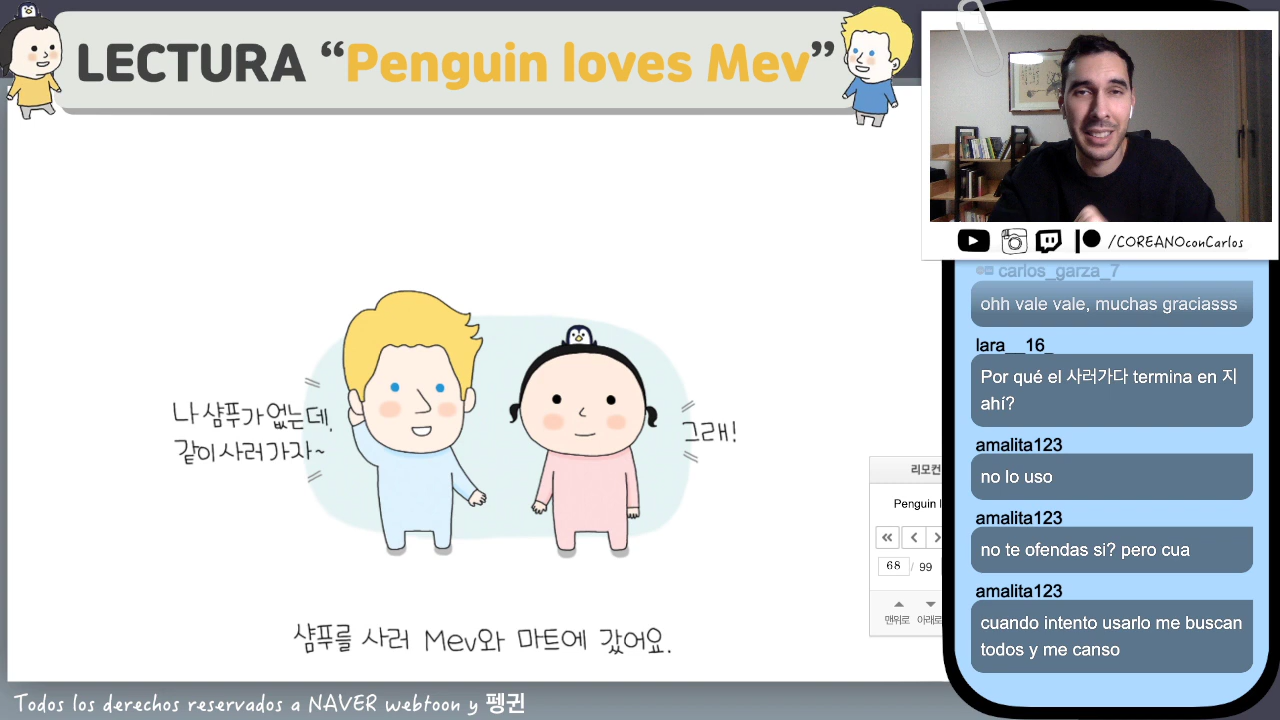 LECTURA “Penguin loves Mev”
나 샴푸가 없는데,
같이 사러 가자~
그래!
샴푸를 사러 Mev와 마트에 갔어요.
리모컨
Penguin l
68 / 99
맨위로 아래로
Todos los derechos reservados a NAVER webtoon y 펭귄
/COREANOconCarlos
carlos_garza_7
ohh vale vale, muchas graciasss
lara__16_
Por qué el 사러가다 termina en 지
ahí?
amalita123
no lo uso
amalita123
no te ofendas si? pero cua
amalita123
cuando intento usarlo me buscan
todos y me canso